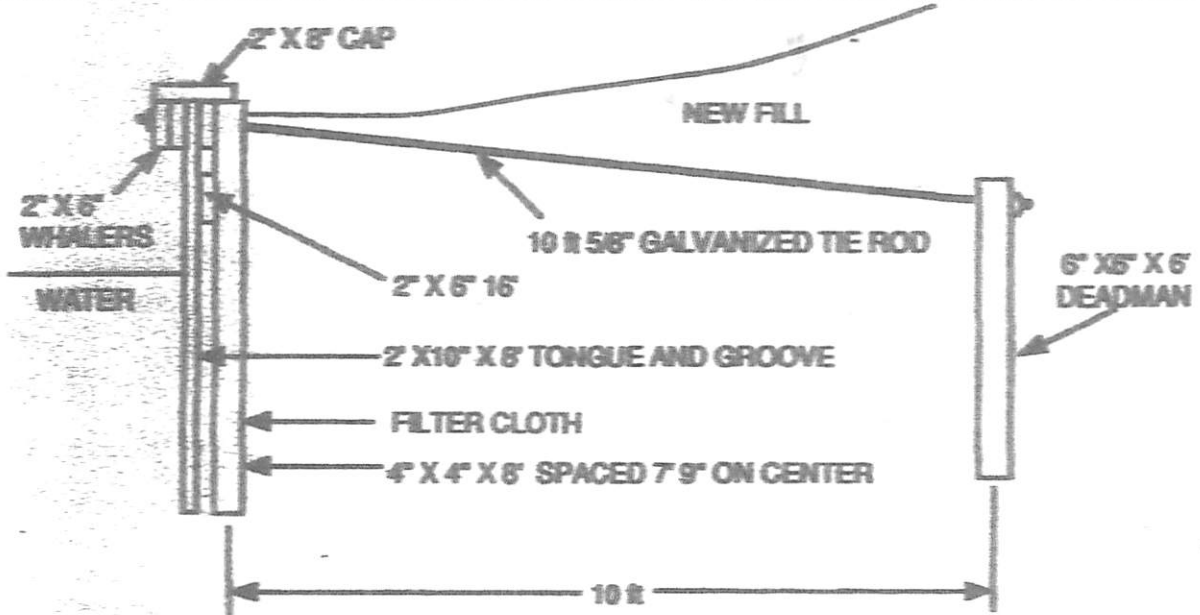 2" X 8" CAP
NEW FILL
2" X 6"
WHALERS
10 ft 5/8" GALVANIZED TIE ROD
6" X6" X 6'
DEADMAN
2" X 6" 16'
WATER
2' X10" X 8' TONGUE AND GROOVE
FILTER CLOTH
4" X 4" X 8' SPACED 7' 9" ON CENTER
10 ft